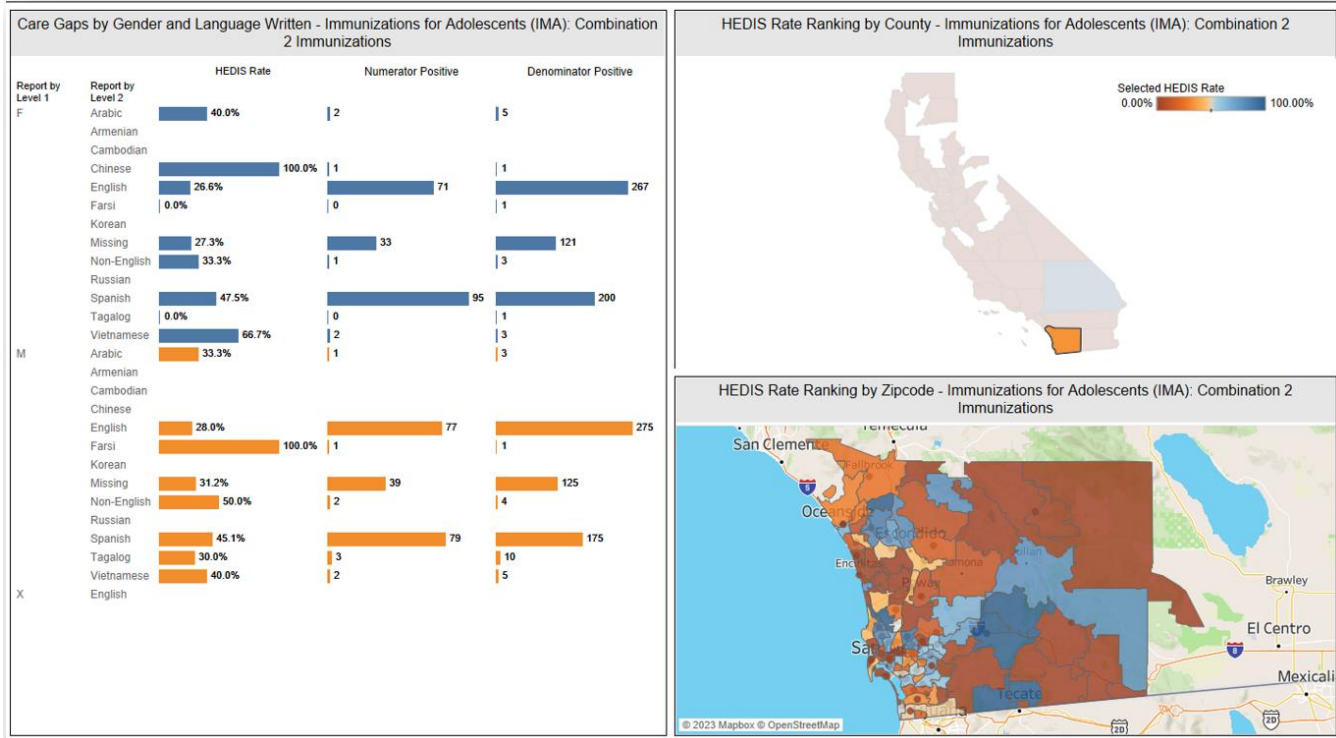 Care Gaps by Gender and Language Written - Immunizations for Adolescents (IMA): Combination
2 Immunizations
HEDIS Rate Numerator Positive Denominator Positive
Report by Level 1 Report by Level 2
F Arabic 40.0% 2 5
Armenian
Cambodian
Chinese 100.0% 1 1
English 26.6% 71 267
Farsi 0.0% 0 1
Korean
Missing 27.3% 33 121
Non-English 33.3% 1 3
Russian
Spanish 47.5% 95 200
Tagalog 0.0% 0 1
Vietnamese 66.7% 2 3
M Arabic 33.3% 1 3
Armenian
Cambodian
Chinese
English 28.0% 77 275
Farsi 100.0% 1 1
Korean
Missing 31.2% 39 125
Non-English 50.0% 2 4
Russian
Spanish 45.1% 79 175
Tagalog 30.0% 3 10
Vietnamese 40.0% 2 5
X English
HEDIS Rate Ranking by County - Immunizations for Adolescents (IMA): Combination 2
Immunizations
Selected HEDIS Rate
0.00% 100.00%
HEDIS Rate Ranking by Zipcode - Immunizations for Adolescents (IMA): Combination 2
Immunizations
Temecula
San Clemente
Fallbrook
5
Oceanside
Escondido
Julian
Encinitas
Ramona
Poway
Brawley
El Centro
8
Mexicali
Tecate
2D
2D
© 2023 Mapbox © OpenStreetMap